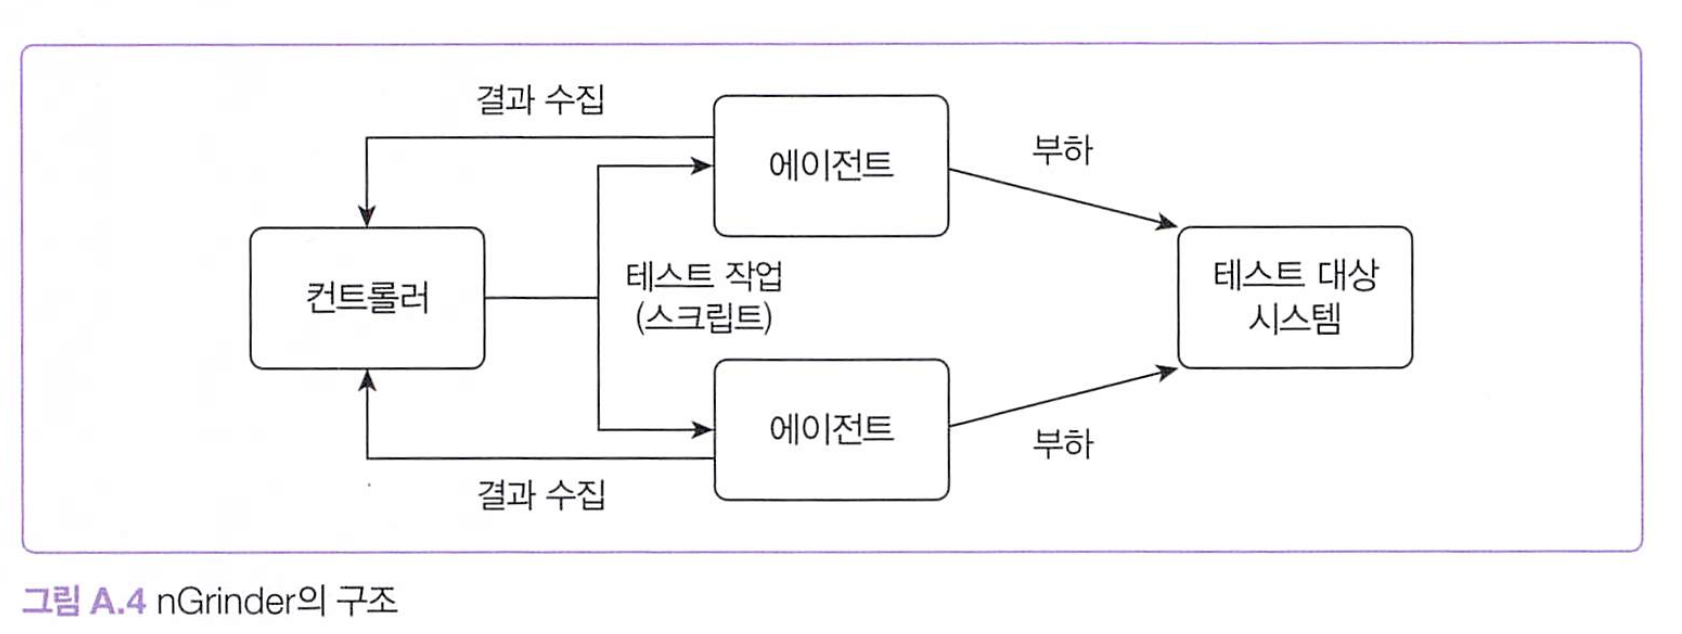 결과 수집
에이전트
부하
컨트롤러
테스트 작업
(스크립트)
테스트 대상
시스템
에이전트
부하
결과 수집
그림 A.4 nGrinder의 구조